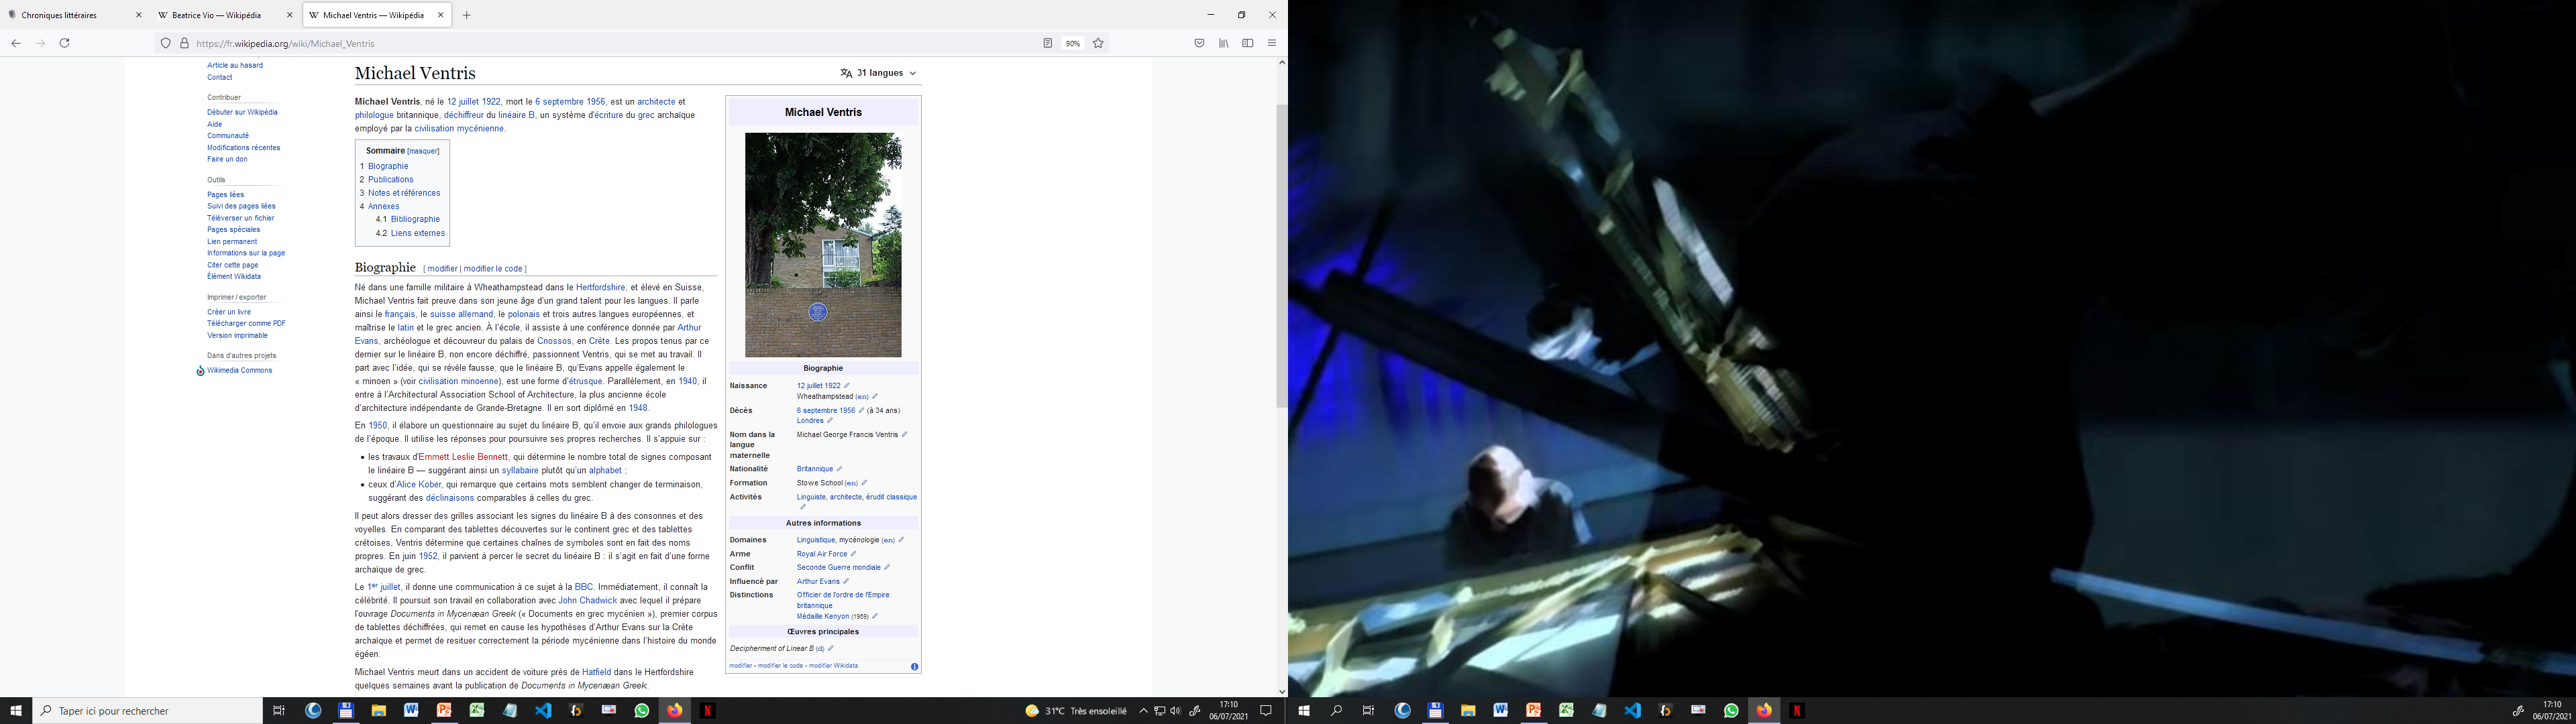 Chroniques littéraires
Beatrice Vio — Wikipédia
Michael Ventris — Wikipédia
https://fr.wikipedia.org/wiki/Michael_Ventris
90%
Article au hasard
Contact
Contribuer
Débuter sur Wikipédia
Aide
Communauté
Modifications récentes
Faire un don
Outils
Pages liées
Suivi des pages liées
Téléverser un fichier
Pages spéciales
Lien permanent
Informations sur la page
Citer cette page
Élément Wikidata
Imprimer / exporter
Créer un livre
Télécharger comme PDF
Version imprimable
Dans d'autres projets
Wikimedia Commons
Michael Ventris
31 langues
Michael Ventris, né le 12 juillet 1922, mort le 6 septembre 1956, est un architecte et
philologue britannique, déchiffreur du linéaire B, un système d'écriture du grec archaïque
employé par la civilisation mycénienne.
Sommaire [masquer]
1 Biographie
2 Publications
3 Notes et références
4 Annexes
4.1 Bibliographie
4.2 Liens externes
Biographie [ modifier | modifier le code ]
Né dans une famille militaire à Wheathampstead dans le Hertfordshire, et élevé en Suisse,
Michael Ventris fait preuve dans son jeune âge d'un grand talent pour les langues. Il parle
ainsi le français, le suisse allemand, le polonais et trois autres langues européennes, et
maîtrise le latin et le grec ancien. À l'école, il assiste à une conférence donnée par Arthur
Evans, archéologue et découvreur du palais de Cnossos, en Crète. Les propos tenus par ce
dernier sur le linéaire B, non encore déchiffré, passionnent Ventris, qui se met au travail. Il
part avec l'idée, qui se révèle fausse, que le linéaire B, qu'Evans appelle également le
« minoen » (voir civilisation minoenne), est une forme d'étrusque. Parallèlement, en 1940, il
entre à l'Architectural Association School of Architecture, la plus ancienne école
d'architecture indépendante de Grande-Bretagne. Il en sort diplômé en 1948.
En 1950, il élabore un questionnaire au sujet du linéaire B, qu'il envoie aux grands philologues
de l'époque. Il utilise les réponses pour poursuivre ses propres recherches. Il s'appuie sur :
• les travaux d'Emmett Leslie Bennett, qui détermine le nombre total de signes composant
le linéaire B — suggérant ainsi un syllabaire plutôt qu'un alphabet ;
• ceux d'Alice Kober, qui remarque que certains mots semblent changer de terminaison,
suggérant des déclinaisons comparables à celles du grec.
Il peut alors dresser des grilles associant les signes du linéaire B à des consonnes et des
voyelles. En comparant des tablettes découvertes sur le continent grec et des tablettes
crétoises, Ventris détermine que certaines chaînes de symboles sont en fait des noms
propres. En juin 1952, il parvient à percer le secret du linéaire B : il s'agit en fait d'une forme
archaïque de grec.
Le 1er juillet, il donne une communication à ce sujet à la BBC. Immédiatement, il connaît la
célébrité. Il poursuit son travail en collaboration avec John Chadwick avec lequel il prépare
l'ouvrage Documents in Mycenæan Greek (« Documents en grec mycénien »), premier corpus
de tablettes déchiffrées, qui remet en cause les hypothèses d'Arthur Evans sur la Crète
archaïque et permet de resituer correctement la période mycénienne dans l'histoire du monde
égéen.
Michael Ventris meurt dans un accident de voiture près de Hatfield dans le Hertfordshire
quelques semaines avant la publication de Documents in Mycenæan Greek.
Michael Ventris
Biographie
Naissance 12 juillet 1922
Wheathampstead (en)
Décès 6 septembre 1956 (à 34 ans)
Londres
Nom dans la langue maternelle Michael George Francis Ventris
Nationalité Britannique
Formation Stowe School (en)
Activités Linguiste, architecte, érudit classique
Autres informations
Domaines Linguistique, mycénologie (en)
Arme Royal Air Force
Conflit Seconde Guerre mondiale
Influencé par Arthur Evans
Distinctions Officier de l'ordre de l'Empire
britannique
Médaille Kenyon (1959)
Œuvres principales
Decipherment of Linear B (d)
modifier - modifier le code - modifier Wikidata
Taper ici pour rechercher
31°C Très ensoleillé
17:10
06/07/2021
17:10
06/07/2021